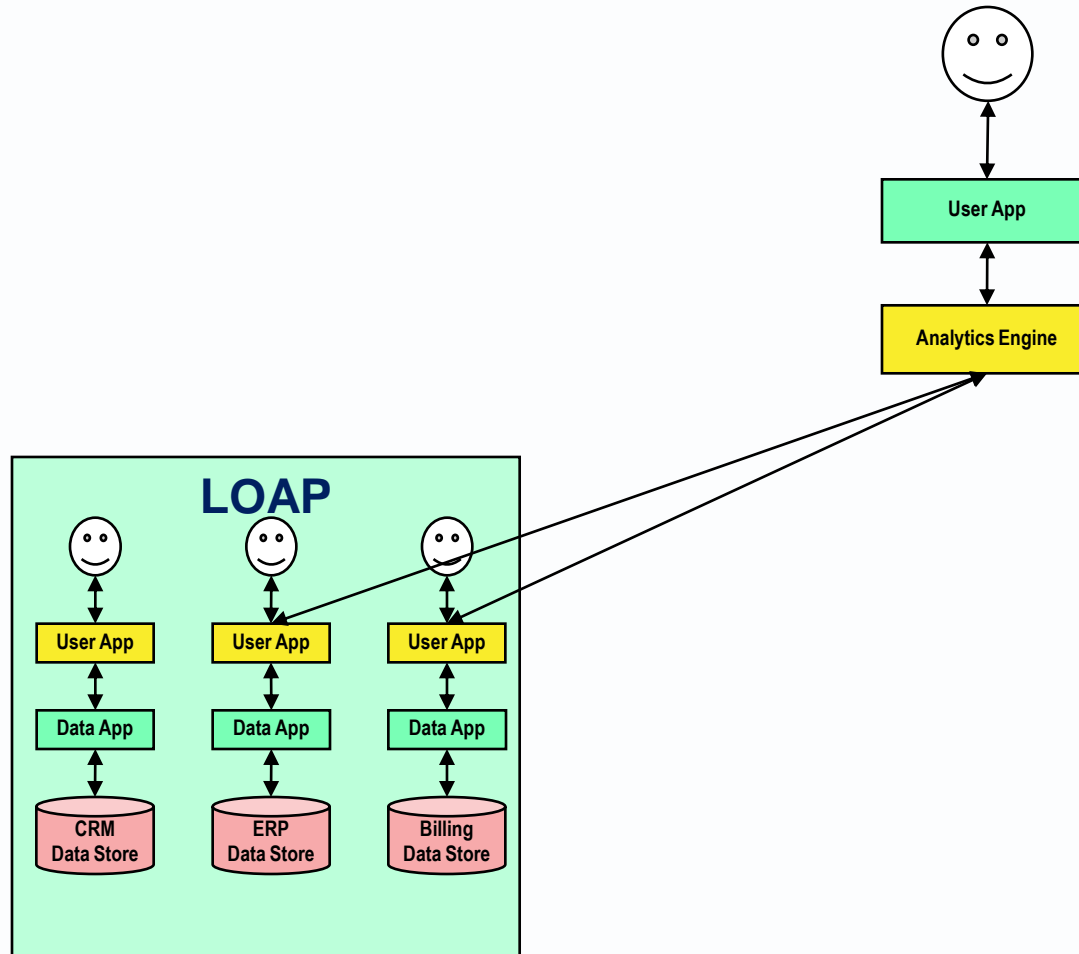 User App
Analytics Engine
LOAP
User App
User App
User App
Data App
Data App
Data App
CRM
Data Store
ERP
Data Store
Billing
Data Store